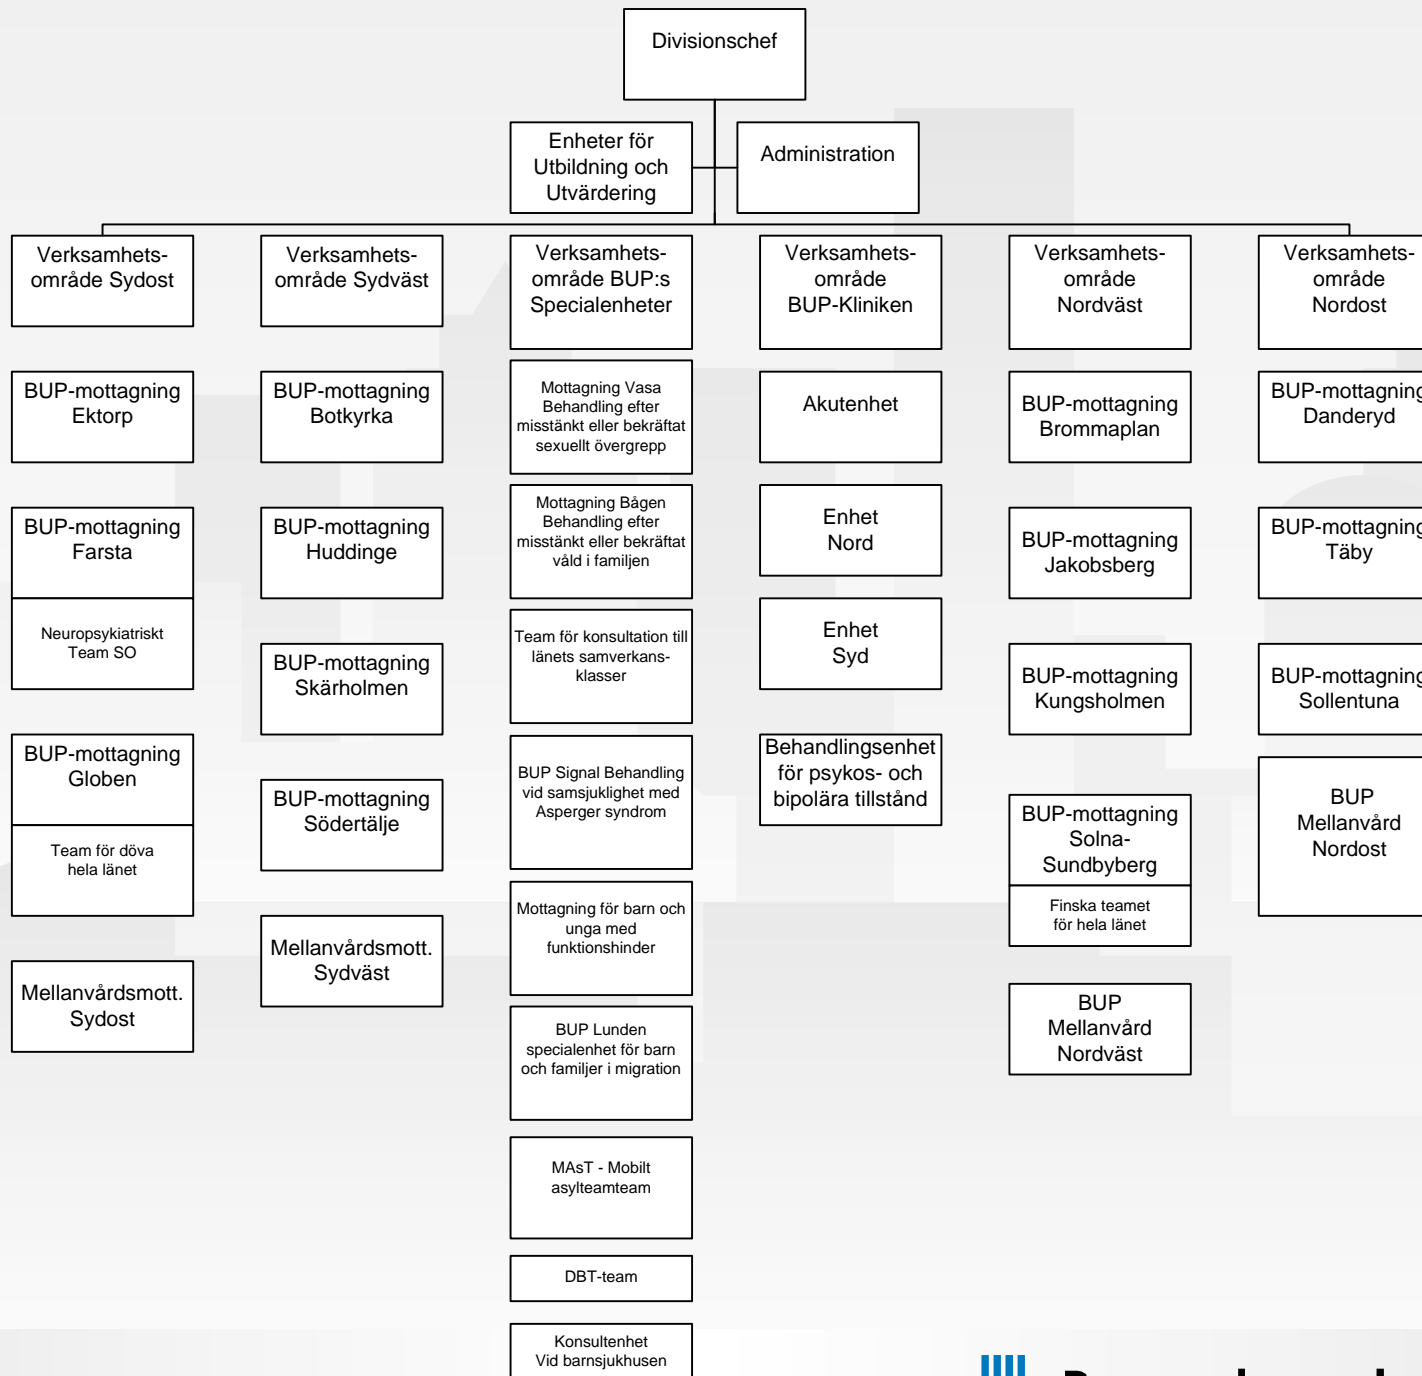 Divisionschef
Enheter för
Utbildning och
Utvärdering
Administration
Verksamhets-
område Sydost
BUP-mottagning
Ektorp
BUP-mottagning
Farsta
Neuropsykiatriskt
Team SO
BUP-mottagning
Globen
Team för döva
hela länet
Mellanvårdsmott.
Sydost
Verksamhets-
område Sydväst
BUP-mottagning
Botkyrka
BUP-mottagning
Huddinge
BUP-mottagning
Skärholmen
BUP-mottagning
Södertälje
Mellanvårdsmott.
Sydväst
Verksamhets-
område BUP:s
Specialenheter
Mottagning Vasa
Behandling efter
misstänkt eller bekräftat
sexuellt övergrepp
Mottagning Bågen
Behandling efter
misstänkt eller bekräftat
våld i familjen
Team för konsultation till
länets samverkans-
klasser
BUP Signal Behandling
vid samsjuklighet med
Asperger syndrom
Mottagning för barn och
unga med
funktionshinder
BUP Lunden
specialenhet för barn
och familjer i migration
MAsT - Mobilt
asylteamteam
DBT-team
Konsultenhet
Vid barnsjukhusen
Verksamhets-
område
BUP-Kliniken
Akutenhet
Enhet
Nord
Enhet
Syd
Behandlingsenhet
för psykos- och
bipolära tillstånd
Verksamhets-
område
Nordväst
BUP-mottagning
Brommaplan
BUP-mottagning
Jakobsberg
BUP-mottagning
Kungsholmen
BUP-mottagning
Solna-
Sundbyberg
Finska teamet
för hela länet
BUP
Mellanvård
Nordväst
Verksamhets-
område
Nordost
BUP-mottagning
Danderyd
BUP-mottagning
Täby
BUP-mottagning
Sollentuna
BUP
Mellanvård
Nordost